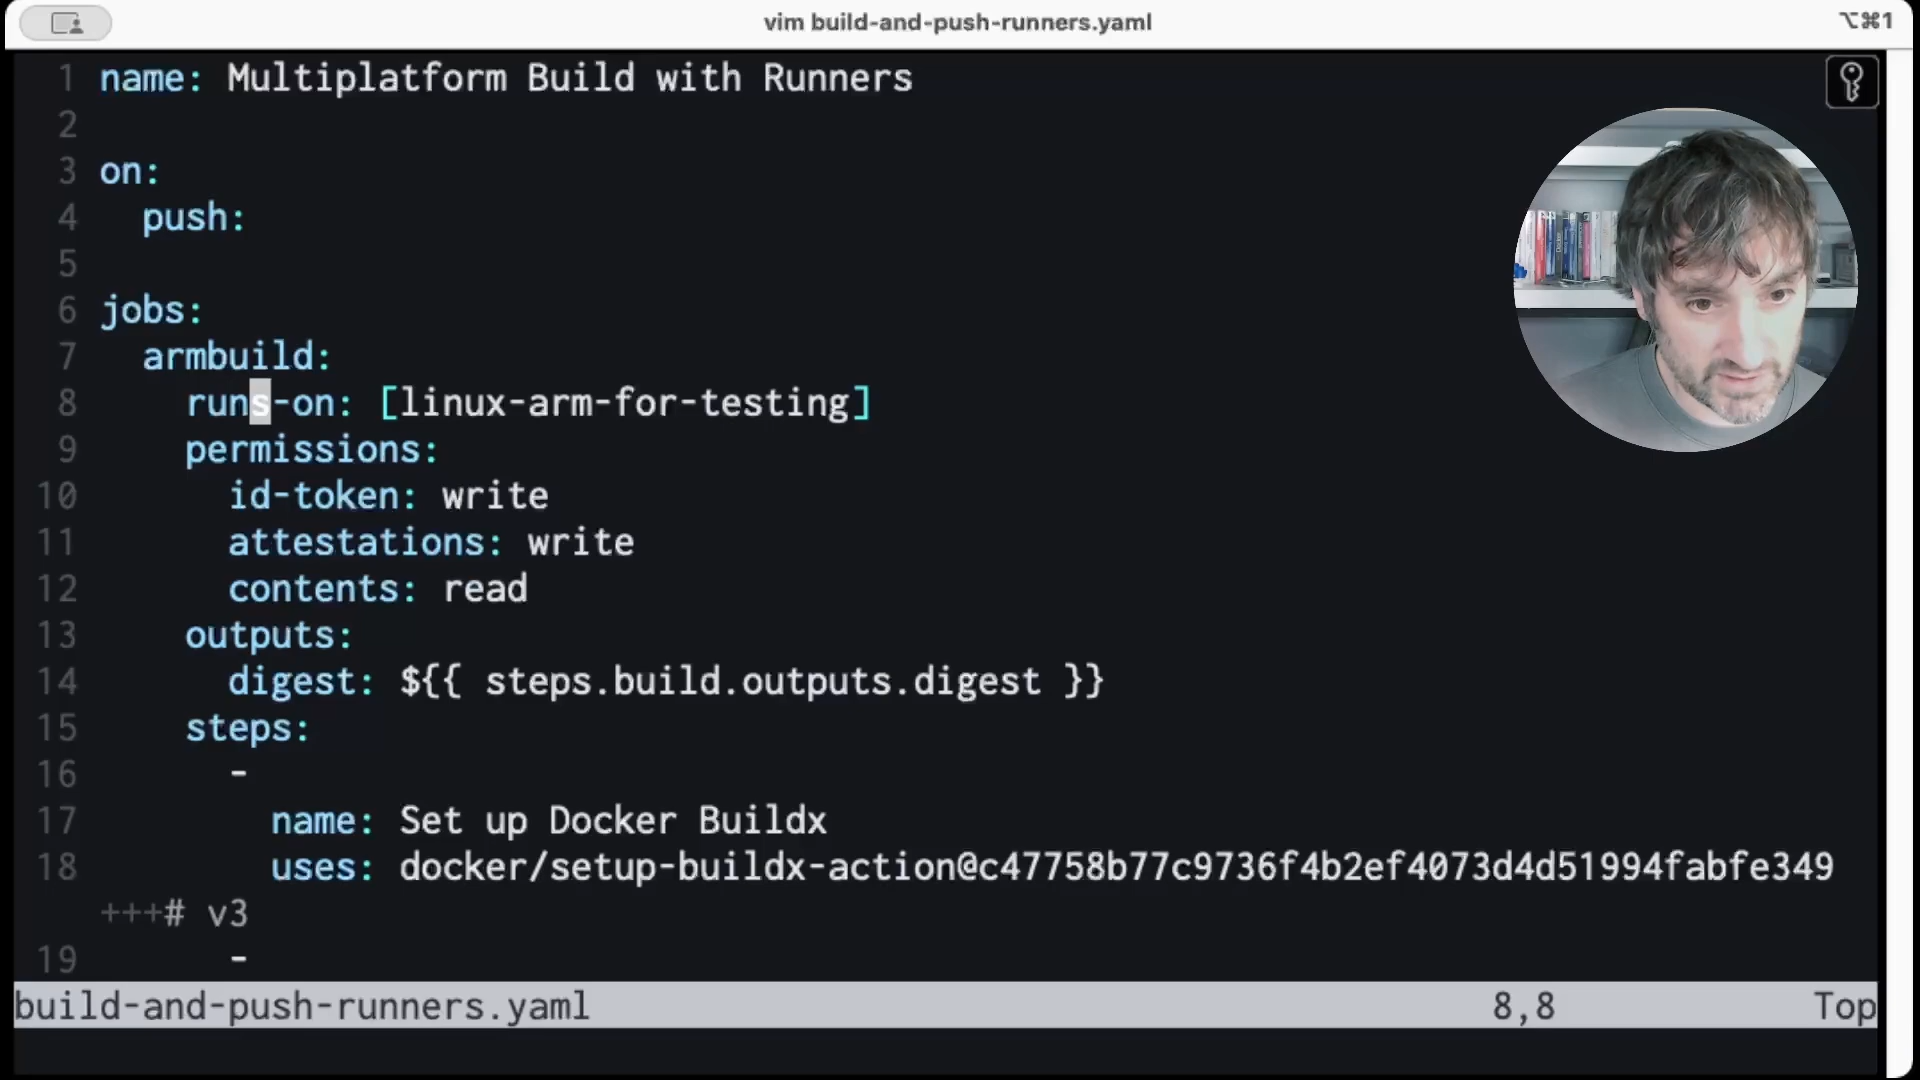 vim build-and-push-runners.yaml
⌥⌘1
1 name: Multiplatform Build with Runners
2
3 on:
4   push:
5
6 jobs:
7   armbuild:
8     runs-on: [linux-arm-for-testing]
9     permissions:
10       id-token: write
11       attestations: write
12       contents: read
13     outputs:
14       digest: ${{ steps.build.outputs.digest }}
15     steps:
16       -
17         name: Set up Docker Buildx
18         uses: docker/setup-buildx-action@c47758b77c9736f4b2ef4073d4d51994fabfe349
+++# v3
19       -
build-and-push-runners.yaml 8,8 Top